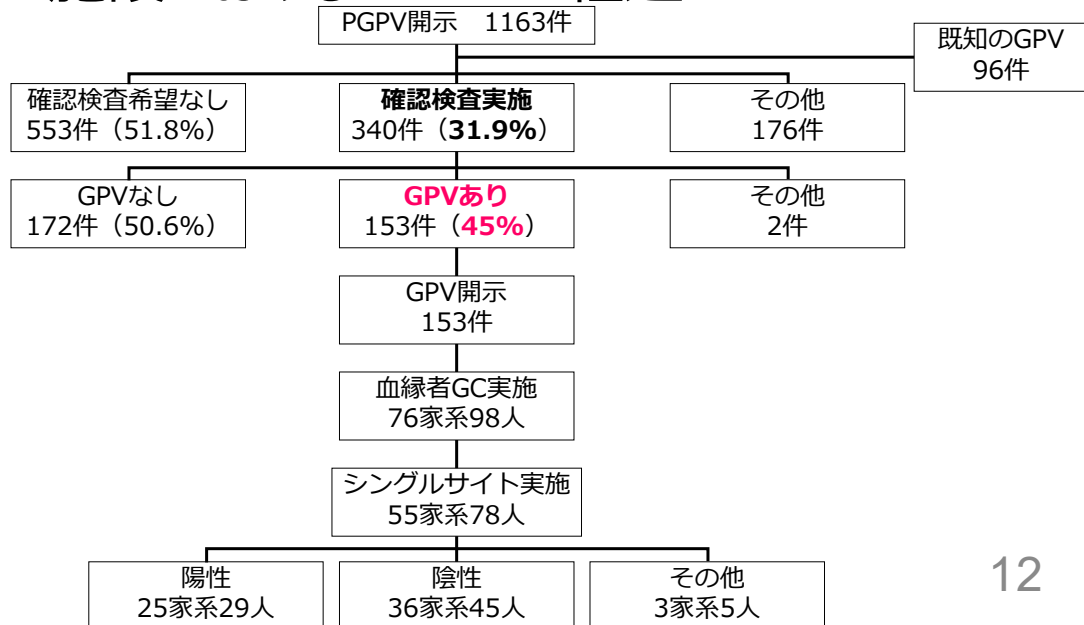 PGPV開示　1163件
既知のGPV
96件
確認検査希望なし
553件（51.8%）
確認検査実施
340件（31.9%）
その他
176件
GPVなし
172件（50.6%）
GPVあり
153件（45%）
その他
2件
GPV開示
153件
血縁者GC実施
76家系98人
シングルサイト実施
55家系78人
陽性
25家系29人
陰性
36家系45人
その他
3家系5人
12